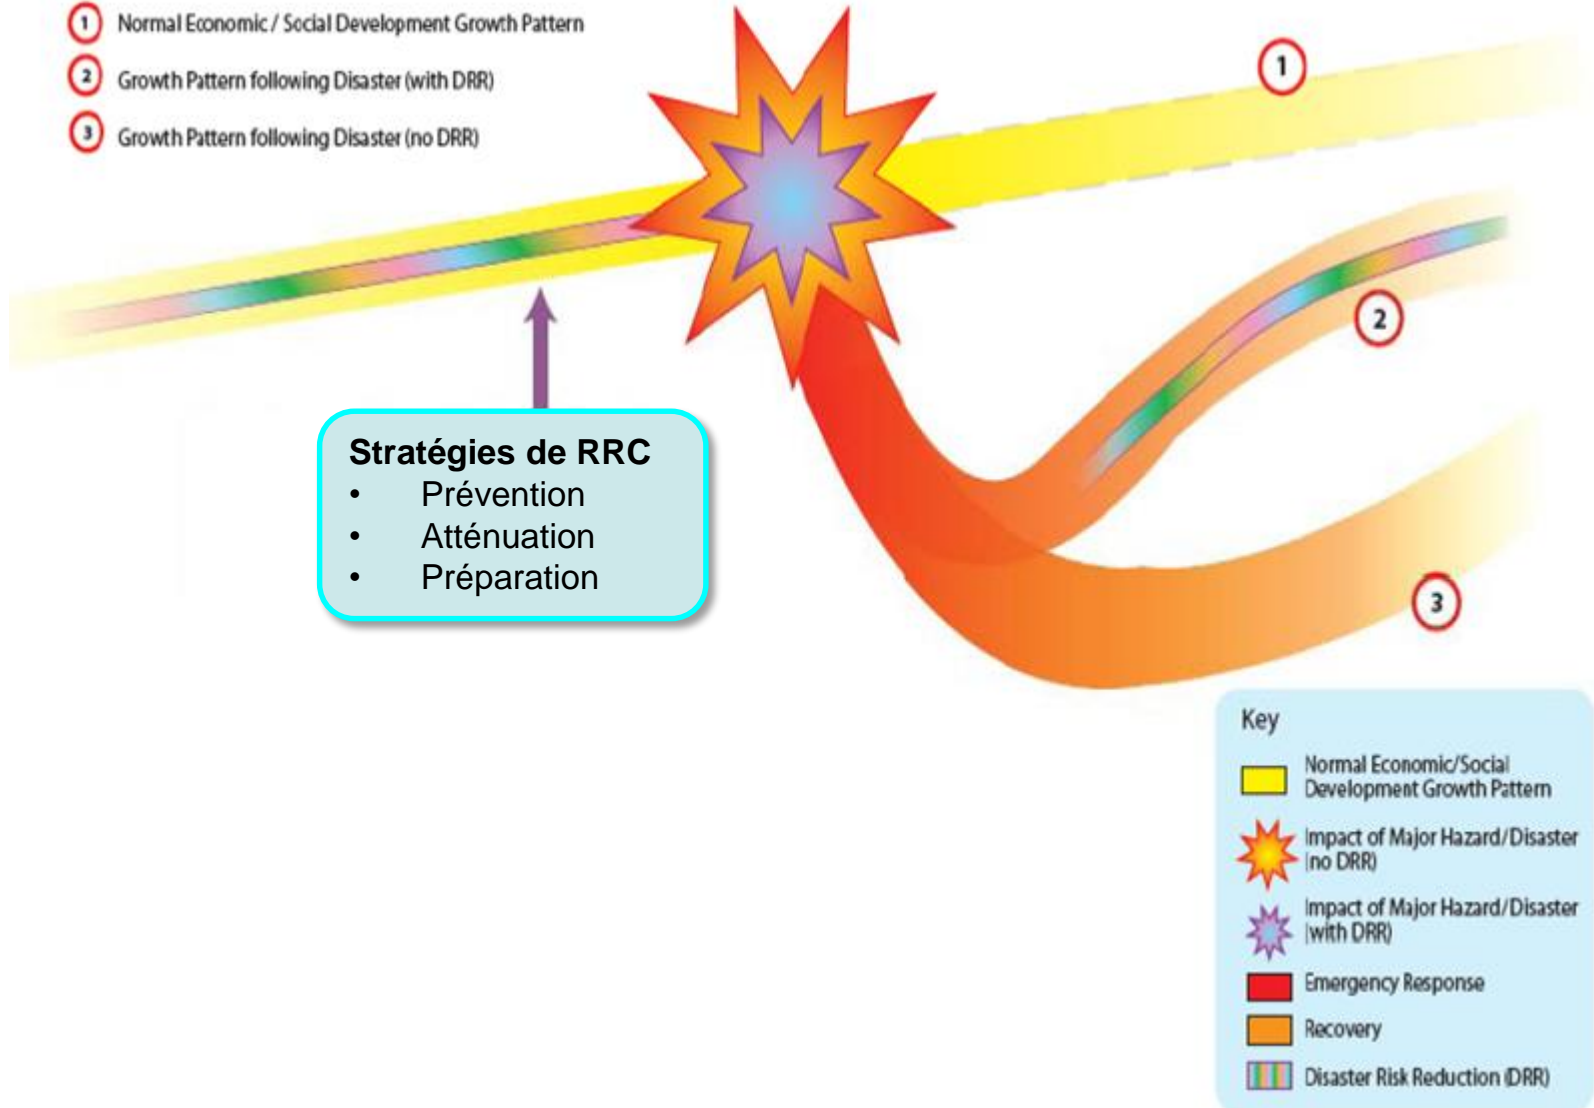 1 Normal Economic / Social Development Growth Pattern
2 Growth Pattern following Disaster (with DRR)
3 Growth Pattern following Disaster (no DRR)
1
2
3
Stratégies de RRC
• Prévention
• Atténuation
• Préparation
Key
Normal Economic/Social
Development Growth Pattern
Impact of Major Hazard/Disaster
(no DRR)
Impact of Major Hazard/Disaster
(with DRR)
Emergency Response
Recovery
Disaster Risk Reduction (DRR)